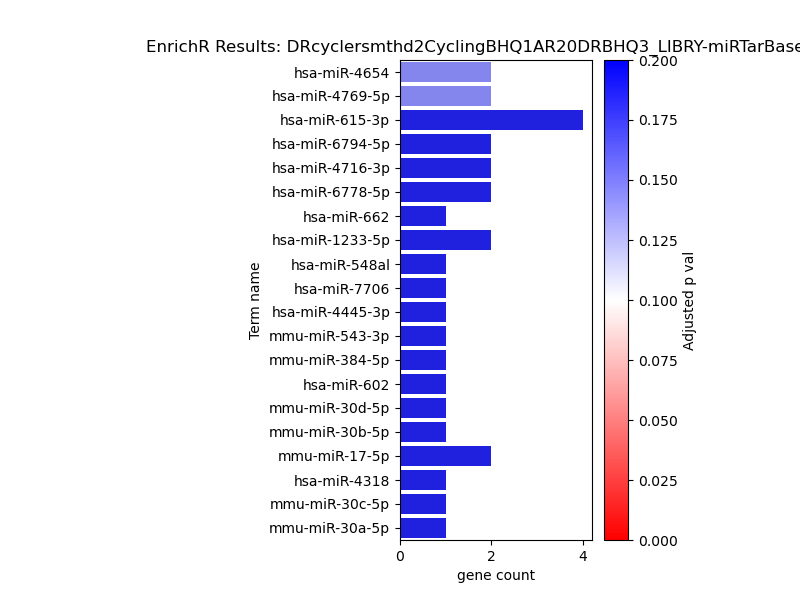 EnrichR Results: DRcyclersmthd2CyclingBHQ1AR20DRBHQ3_LIBRY-miRTarBase
hsa-miR-4654
hsa-miR-4769-5p
hsa-miR-615-3p
hsa-miR-6794-5p
hsa-miR-4716-3p
hsa-miR-6778-5p
hsa-miR-662
hsa-miR-1233-5p
hsa-miR-548al
hsa-miR-7706
hsa-miR-4445-3p
mmu-miR-543-3p
mmu-miR-384-5p
hsa-miR-602
mmu-miR-30d-5p
mmu-miR-30b-5p
mmu-miR-17-5p
hsa-miR-4318
mmu-miR-30c-5p
mmu-miR-30a-5p
Term name
0 2 4
gene count
0.200
0.175
0.150
0.125
0.100
0.075
0.050
0.025
0.000
Adjusted p val